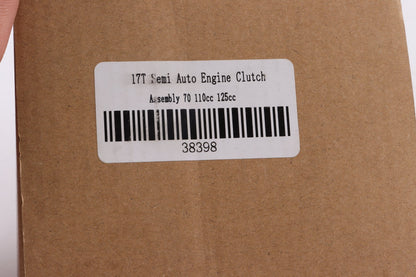 17T Semi Auto Engine Clutch
Assembly 70 110cc 125cc
38398